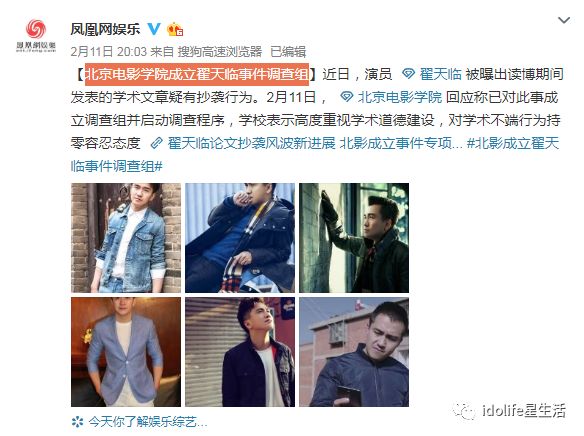 凤凰网娱乐
凤凰网娱乐
2月11日 20:03 来自 搜狗高速浏览器 已编辑
【北京电影学院成立翟天临事件调查组】近日，演员 翟天临 被曝出读博期间
发表的学术文章疑有抄袭行为。2月11日， 北京电影学院 回应称已对此事成
立调查组并启动调查程序，学校表示高度重视学术道德建设，对学术不端行为持
零容忍态度 翟天临论文抄袭风波新进展 北影成立事件专项... #北影成立翟天
临事件调查组#
今天你了解娱乐综艺...
idolife星生活